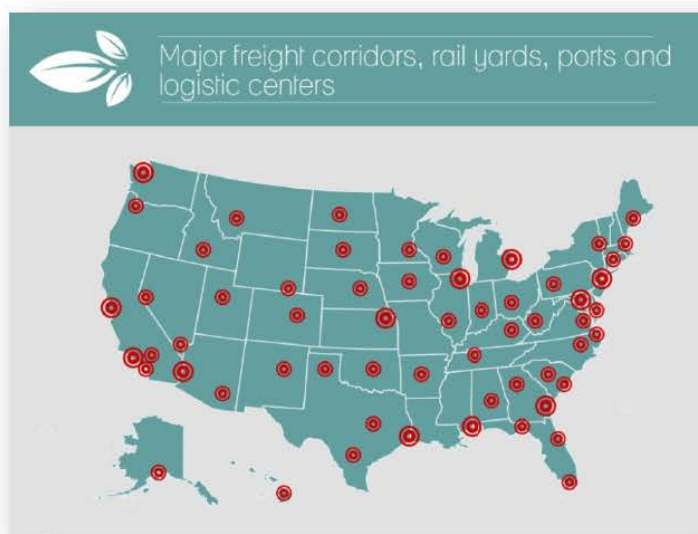 Major freight corridors, rail yards, ports and
logistic centers